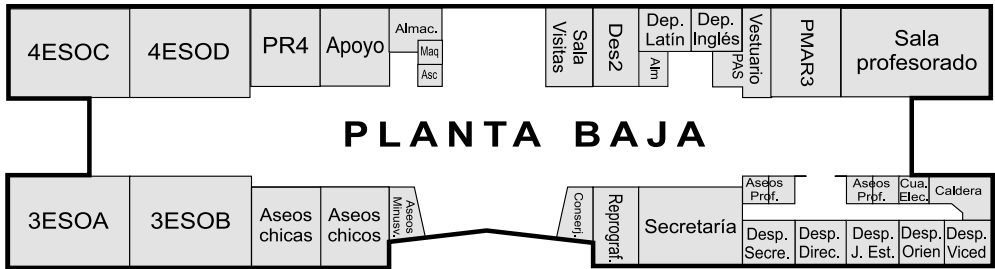 4ESOC
4ESOD
PR4
Apoyo
Almac.
Maq
Asc
Sala
Visitas
Des2
Dep.
Latín
Alm
Dep.
Inglés
PAS
Vestuario
PMAR3
Sala
profesorado
PLANTA BAJA
3ESOA
3ESOB
Aseos
chicas
Aseos
chicos
Aseos
Minusv.
Conserj.
Reprograf.
Secretaría
Aseos
Prof.
Aseos
Prof.
Cua.
Elec.
Caldera
Desp.
Secre.
Desp.
Direc.
Desp.
J. Est.
Desp.
Orien
Desp.
Viced